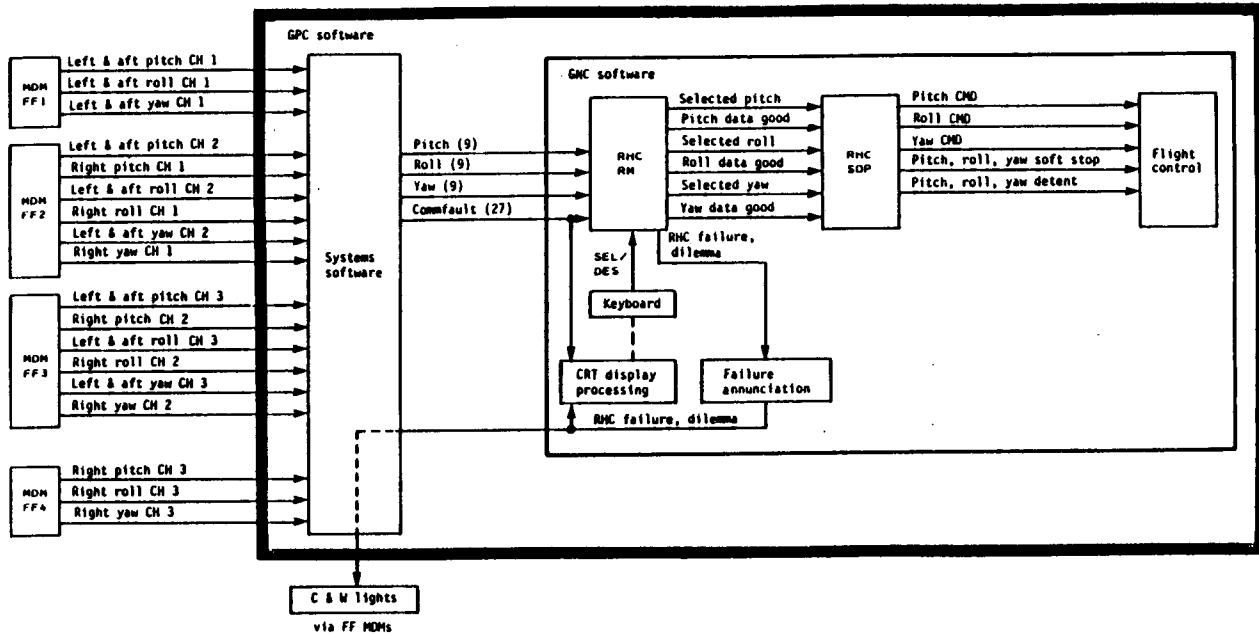 GPC software
MDM
FF1
Left & aft pitch CH 1
Left & aft roll CH 1
Left & aft yaw CH 1
MDM
FF2
Left & aft pitch CH 2
Right pitch CH 1
Left & aft roll CH 2
Right roll CH 1
Left & aft yaw CH 2
Right yaw CH 1
MDM
FF3
Left & aft pitch CH 3
Right pitch CH 2
Left & aft roll CH 3
Right roll CH 2
Left & aft yaw CH 3
Right yaw CH 2
MDM
FF4
Right pitch CH 3
Right roll CH 3
Right yaw CH 3
Systems
software
Pitch (9)
Roll (9)
Yaw (9)
Commfault (27)
GNC software
RHC
RM
Selected pitch
Pitch data good
Selected roll
Roll data good
Selected yaw
Yaw data good
RHC
SOP
Pitch CMD
Roll CMD
Yaw CMD
Pitch, roll, yaw soft stop
Pitch, roll, yaw detent
Flight
control
RHC failure,
dilemma
SEL/
DES
Keyboard
CRT display
processing
Failure
annunciation
RHC failure, dilemma
C & W lights
via FF MDMs